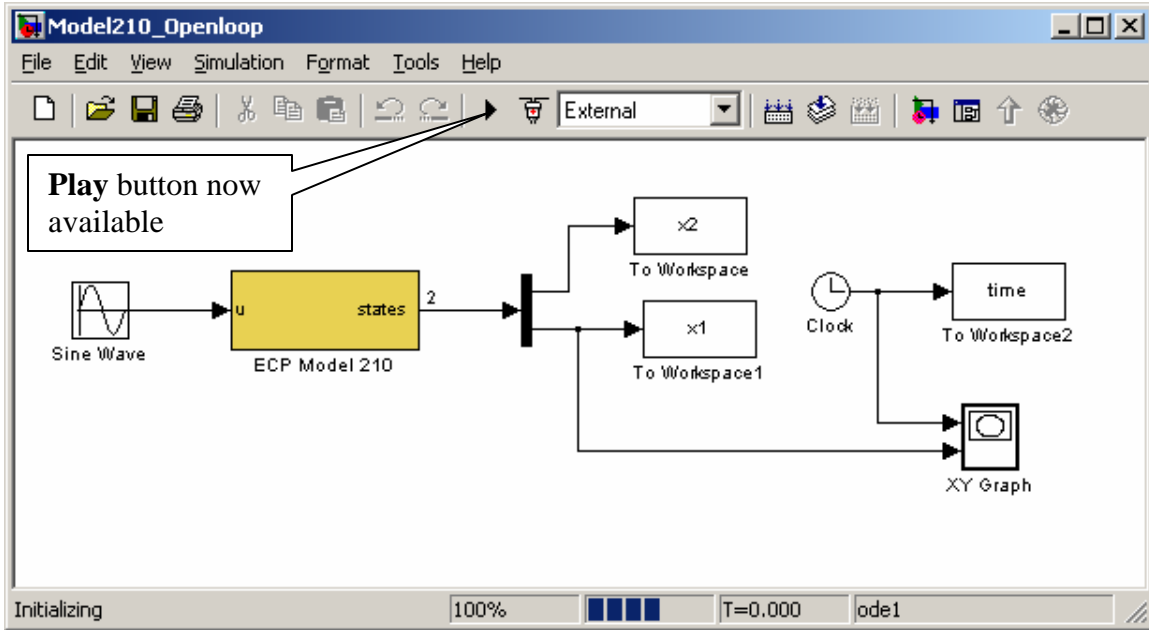 Model210_Openloop
File Edit View Simulation Format Tools Help
External
Play button now
available
x2
To Workspace
time
Clock
To Workspace2
u states 2
x1
Sine Wave
ECP Model 210
To Workspace1
XY Graph
Initializing 100% T=0.000 ode1